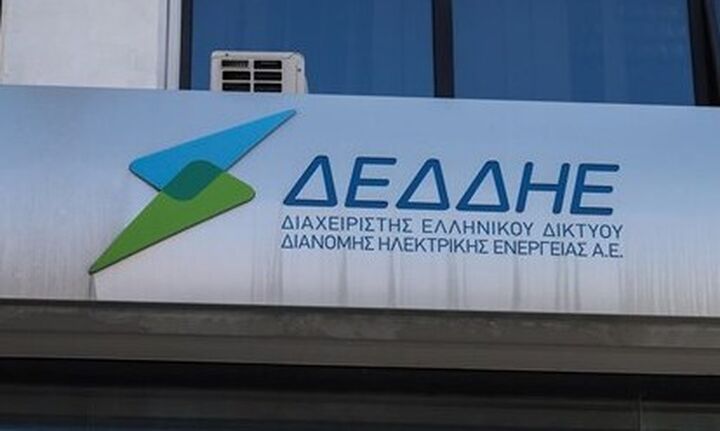 ΔΕΔΔΗΕ
ΔΙΑΧΕΙΡΙΣΤΗΣ ΕΛΛΗΝΙΚΟΥ ΔΙΚΤΥΟΥ
ΔΙΑΝΟΜΗΣ ΗΛΕΚΤΡΙΚΗΣ ΕΝΕΡΓΕΙΑΣ Α.Ε.